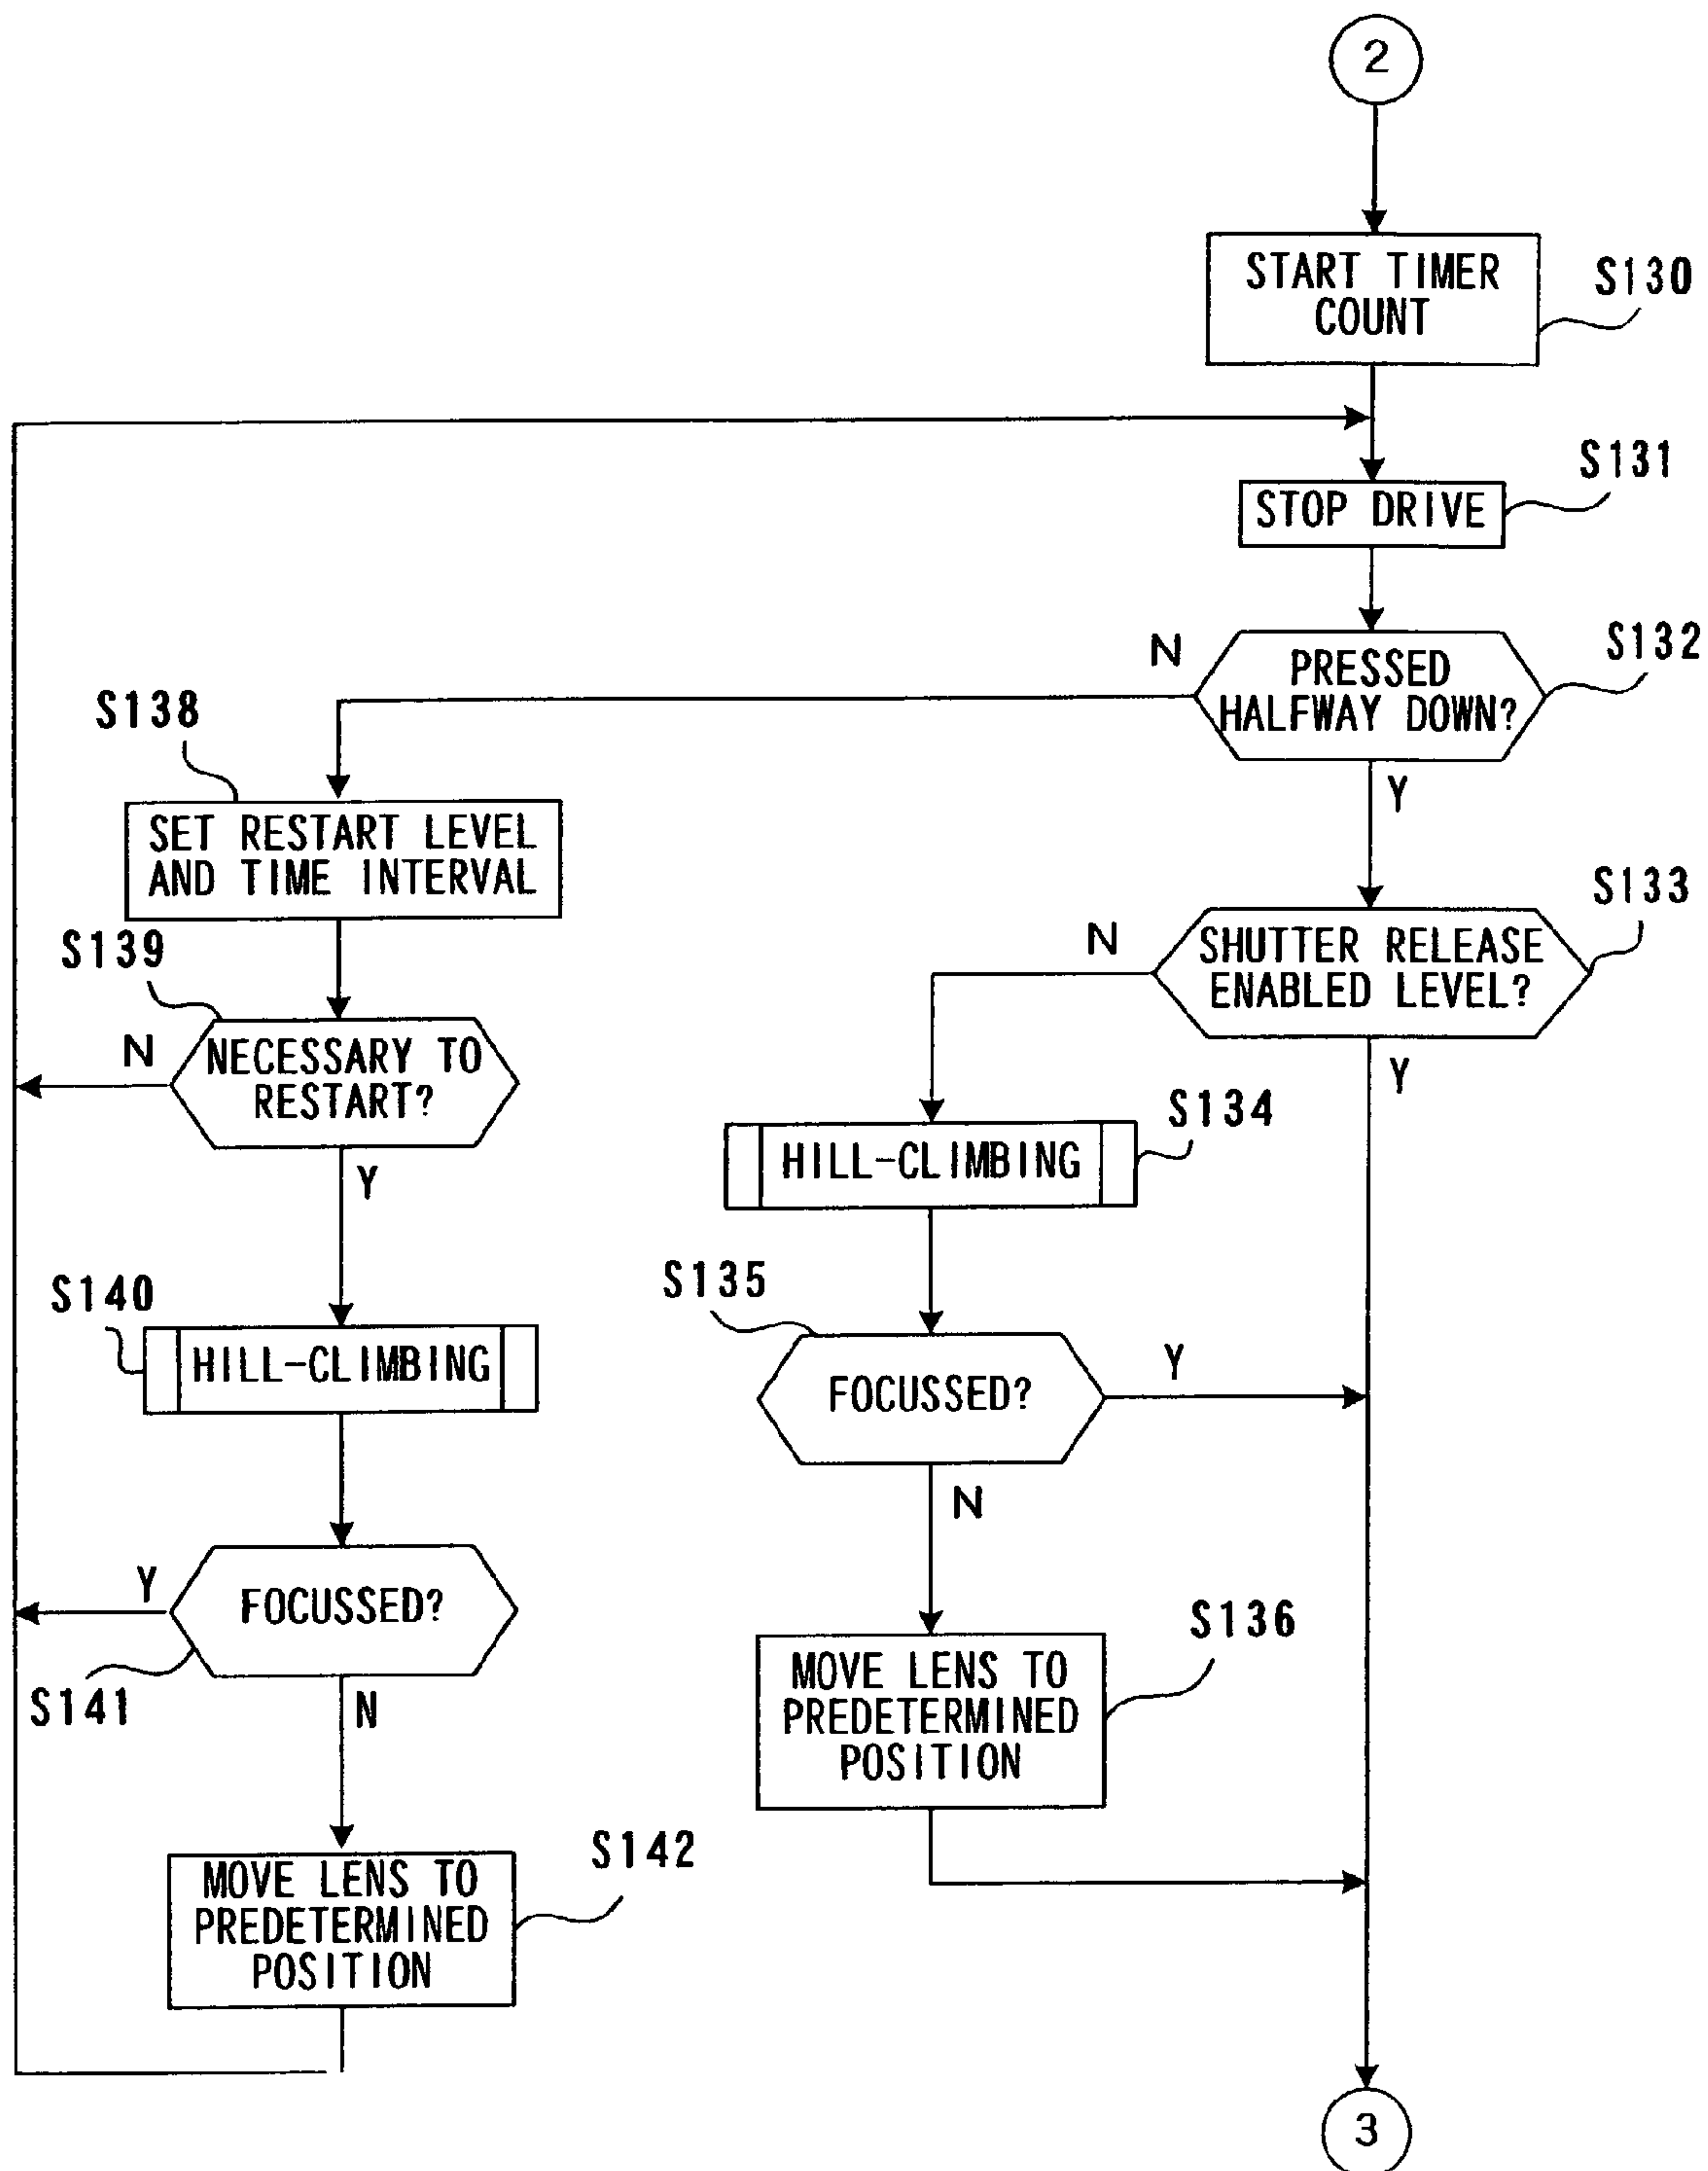 2
START TIMER
COUNT
S130
S131
STOP DRIVE
S132
N
PRESSED
HALFWAY DOWN?
Y
S138
SET RESTART LEVEL
AND TIME INTERVAL
S133
N
SHUTTER RELEASE
ENABLED LEVEL?
Y
S139
N
NECESSARY TO
RESTART?
Y
S134
HILL-CLIMBING
S135
FOCUSSED?
Y
N
S140
HILL-CLIMBING
Y
FOCUSSED?
S141
N
S136
MOVE LENS TO
PREDETERMINED
POSITION
S142
MOVE LENS TO
PREDETERMINED
POSITION
3